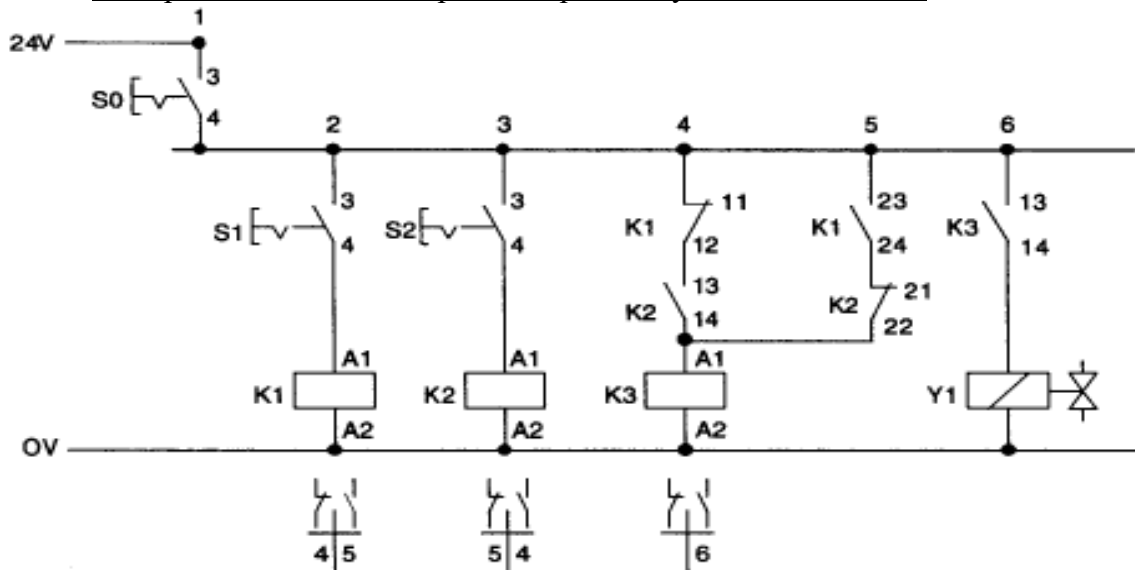 1
24V
3
S0
4
2 3 4 5 6
3 3 11 23 13
S1 S2 K1 K1 K3
4 4 12 24 14
13 21
K2 K2
14 22
A1 A1 A1
K1 K2 K3 Y1
A2 A2 A2
OV
4 5 5 4 6